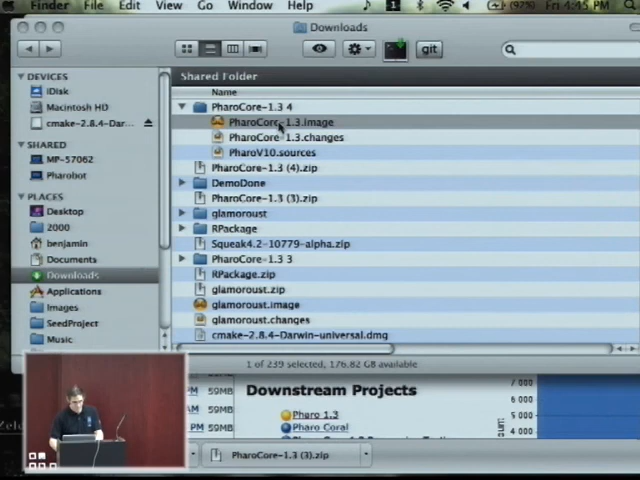 Finder File Edit View Go Window Help (92%) Fri 4:45 PM
Downloads
git
Shared Folder
Name
DEVICES
iDisk
Macintosh HD
cmake-2.8.4-Dar...
SHARED
MP-57062
Pharobot
PLACES
Desktop
2000
benjamin
Documents
Downloads
Applications
Images
SeedProject
Music
PharoCore-1.3 4
PharoCore-1.3.image
PharoCore-1.3.changes
PharoV10.sources
PharoCore-1.3 (4).zip
DemoDone
PharoCore-1.3 (3).zip
glamoroust
RPackage
Squeak4.2-10779-alpha.zip
PharoCore-1.3 3
RPackage.zip
glamoroust.zip
glamoroust.image
glamoroust.changes
cmake-2.8.4-Darwin-universal.dmg
1 of 239 selected, 176.82 GB available
PM 59MB
AM 59MB
PM 59MB
59MB
Downstream Projects
Pharo 1.3
Pharo Coral
7 000
6 000
5 000
4 000
PharoCore-1.3 (3).zip